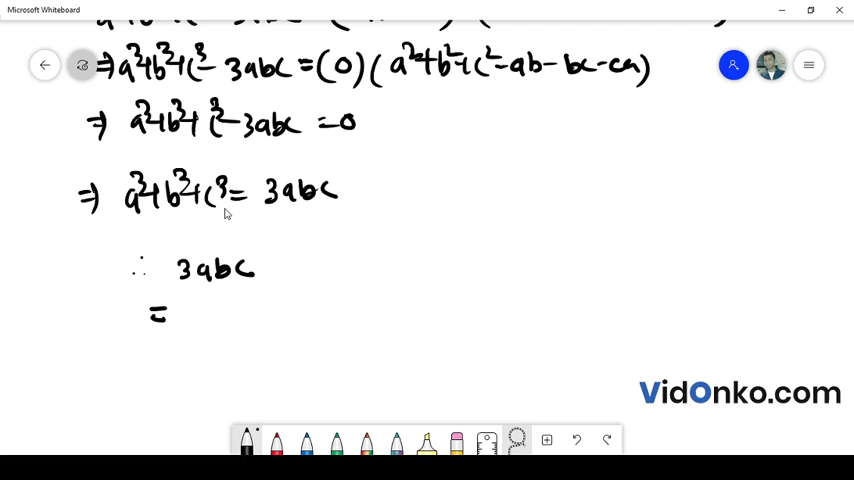 Microsoft Whiteboard
⇒ a³+b³+c³ - 3abc = (0)(a²+b²+c²-ab-bc-ca)
⇒ a³+b³+c³-3abc = 0
⇒ a³+b³+c³ = 3abc
∴ 3abc
=
VidOnko.com